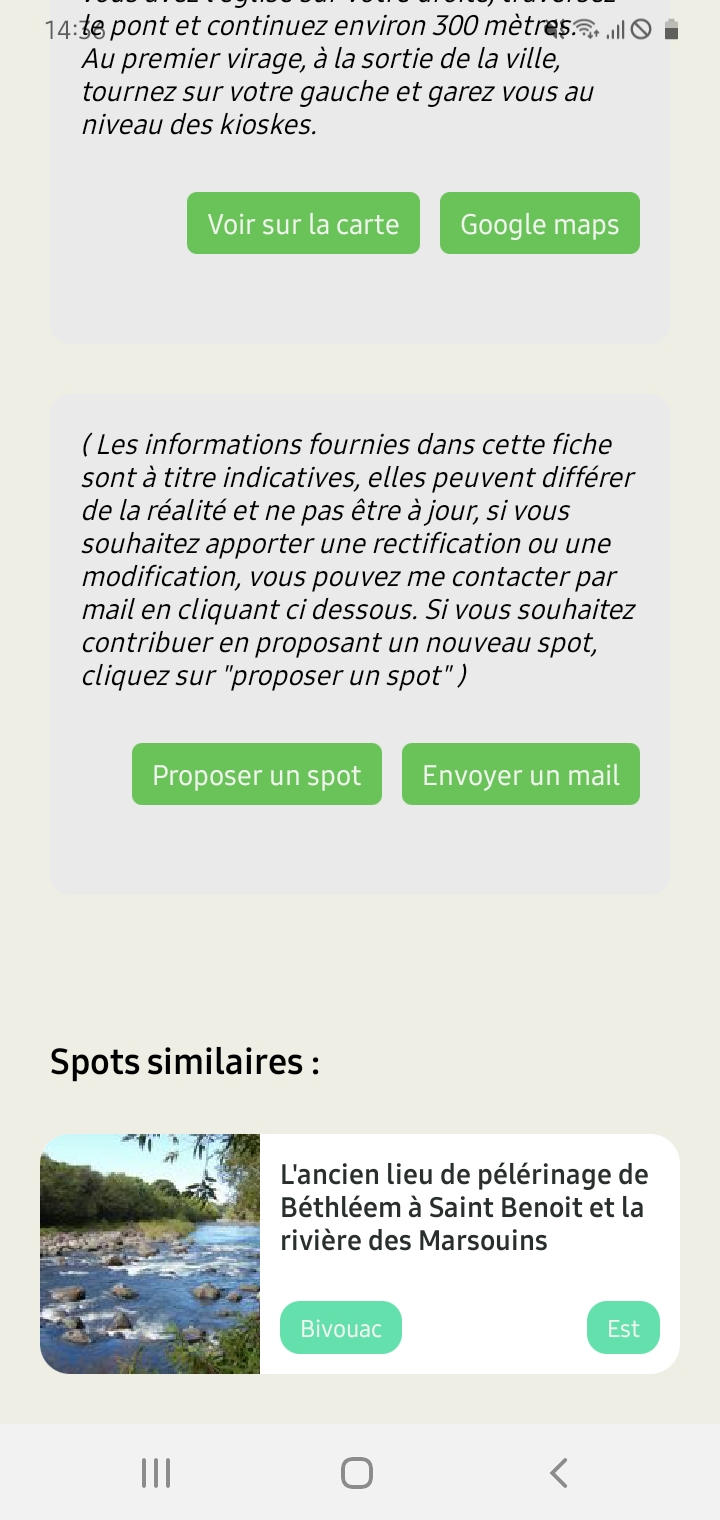 le pont et continuez environ 300 mètres.
Au premier virage, à la sortie de la ville,
tournez sur votre gauche et garez vous au
niveau des kioskes.
Voir sur la carte
Google maps
( Les informations fournies dans cette fiche
sont à titre indicatives, elles peuvent différer
de la réalité et ne pas être à jour, si vous
souhaitez apporter une rectification ou une
modification, vous pouvez me contacter par
mail en cliquant ci dessous. Si vous souhaitez
contribuer en proposant un nouveau spot,
cliquez sur "proposer un spot" )
Proposer un spot
Envoyer un mail
Spots similaires :
L'ancien lieu de pélérinage de
Béthléem à Saint Benoit et la
rivière des Marsouins
Bivouac
Est